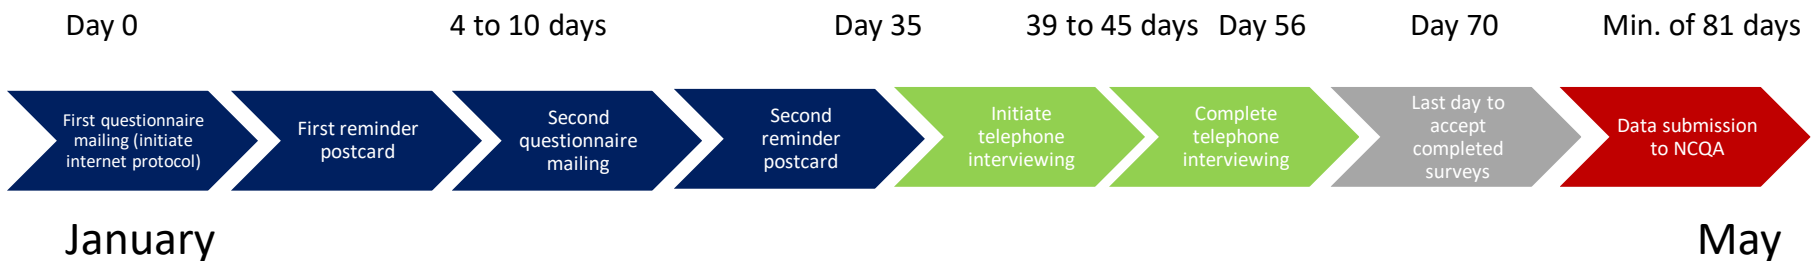 Day 0 4 to 10 days Day 35 39 to 45 days Day 56 Day 70 Min. of 81 days
First questionnaire
mailing (initiate
internet protocol)
First reminder
postcard
Second
questionnaire
mailing
Second
reminder
postcard
Initiate
telephone
interviewing
Complete
telephone
interviewing
Last day to
accept
completed
surveys
Data submission
to NCQA
January
May